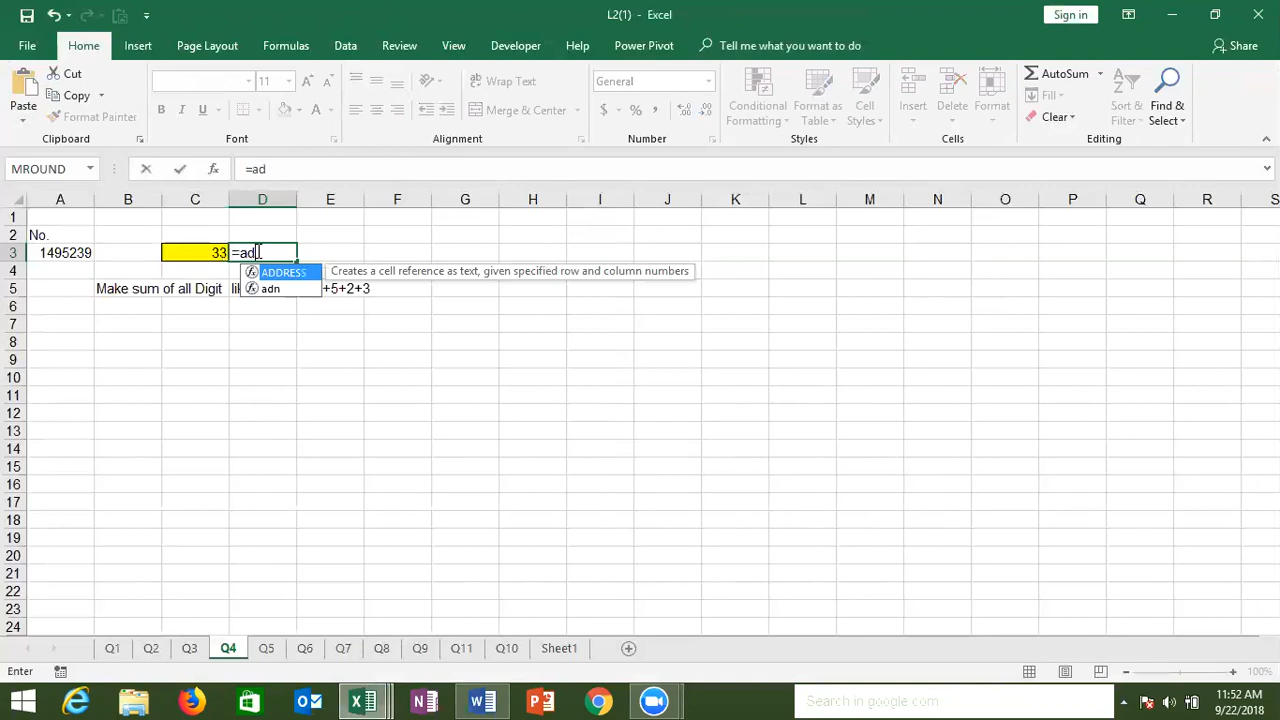 L2(1) - Excel
Sign in
File Home Insert Page Layout Formulas Data Review View Developer Help Power Pivot Tell me what you want to do Share
Paste
Cut
Copy
Format Painter
Clipboard
11
Font
Wrap Text
Merge & Center
Alignment
General
Number
Conditional Formatting
Format as Table
Cell Styles
Styles
Insert
Delete
Format
Cells
AutoSum
Fill
Clear
Sort & Filter
Find & Select
Editing
MROUND
=ad
A B C D E F G H I J K L M N O P Q R S
1
2 No.
3 1495239 33 =ad
4 ADDRESS Creates a cell reference as text, given specified row and column numbers
adn
5 Make sum of all Digit +5+2+3
6
7
8
9
10
11
12
13
14
15
16
17
18
19
20
21
22
23
24
Q1 Q2 Q3 Q4 Q5 Q6 Q7 Q8 Q9 Q11 Q10 Sheet1
Enter
100%
Search in google.com
11:52 AM
9/22/2018